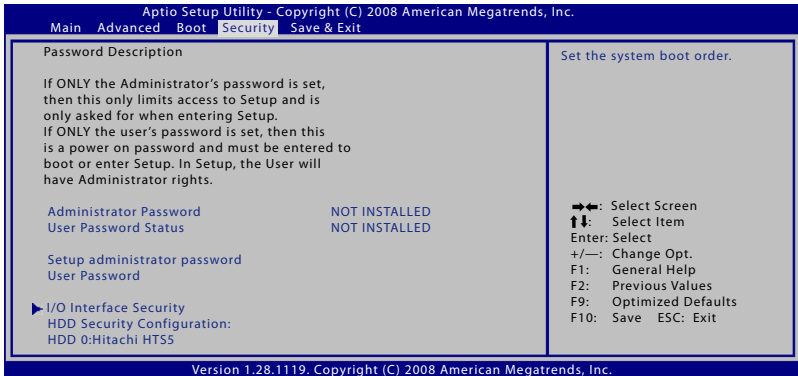 Aptio Setup Utility - Copyright (C) 2008 American Megatrends, Inc.
Main Advanced Boot Security Save & Exit
Password Description
If ONLY the Administrator's password is set,
then this only limits access to Setup and is
only asked for when entering Setup.
If ONLY the user's password is set, then this
is a power on password and must be entered to
boot or enter Setup. In Setup, the User will
have Administrator rights.
Administrator Password NOT INSTALLED
User Password Status NOT INSTALLED
Setup administrator password
User Password
I/O Interface Security
HDD Security Configuration:
HDD 0:Hitachi HTS5
Set the system boot order.
→←: Select Screen
↑↓: Select Item
Enter: Select
+/—: Change Opt.
F1: General Help
F2: Previous Values
F9: Optimized Defaults
F10: Save ESC: Exit
Version 1.28.1119. Copyright (C) 2008 American Megatrends, Inc.